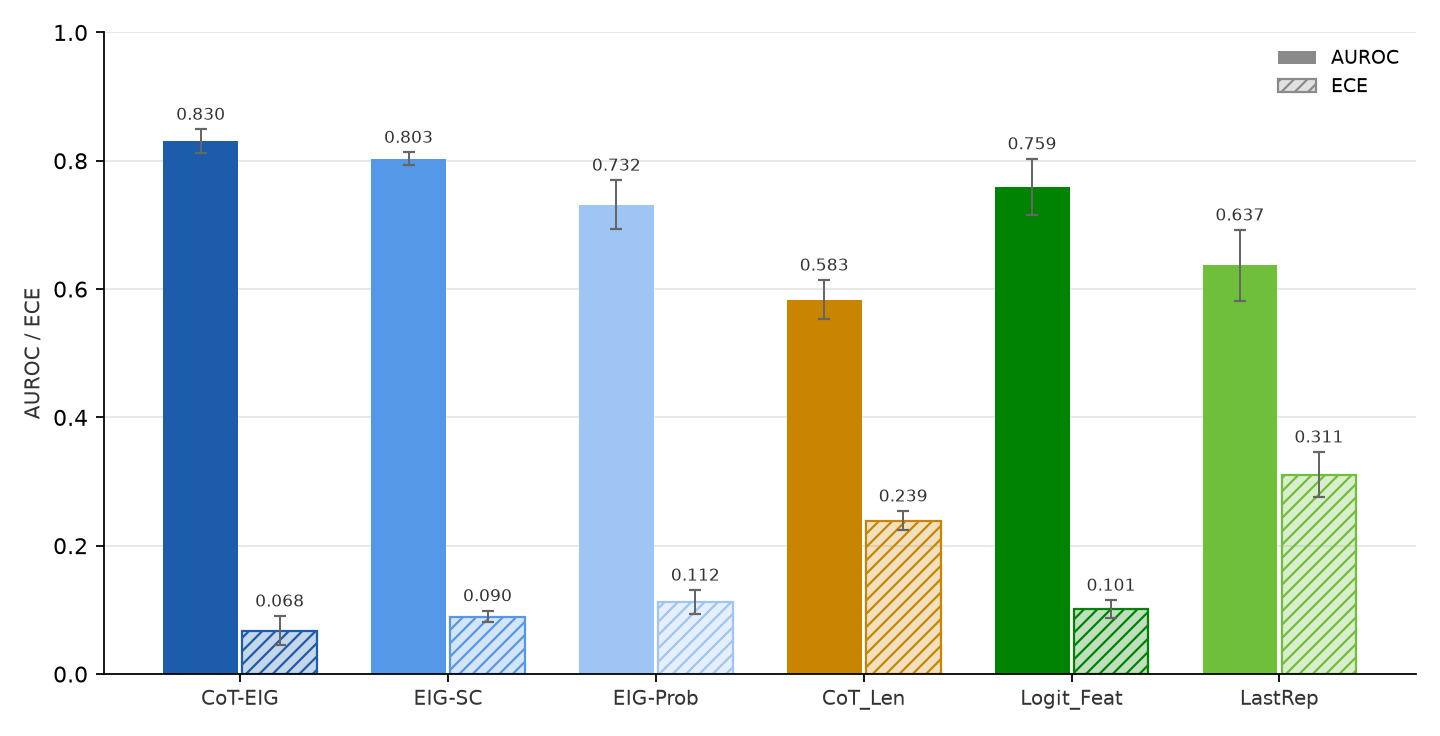 AUROC / ECE
1.0
0.8
0.6
0.4
0.2
0.0
AUROC
ECE
0.830
0.068
0.803
0.090
0.732
0.112
0.583
0.239
0.759
0.101
0.637
0.311
CoT-EIG
EIG-SC
EIG-Prob
CoT_Len
Logit_Feat
LastRep